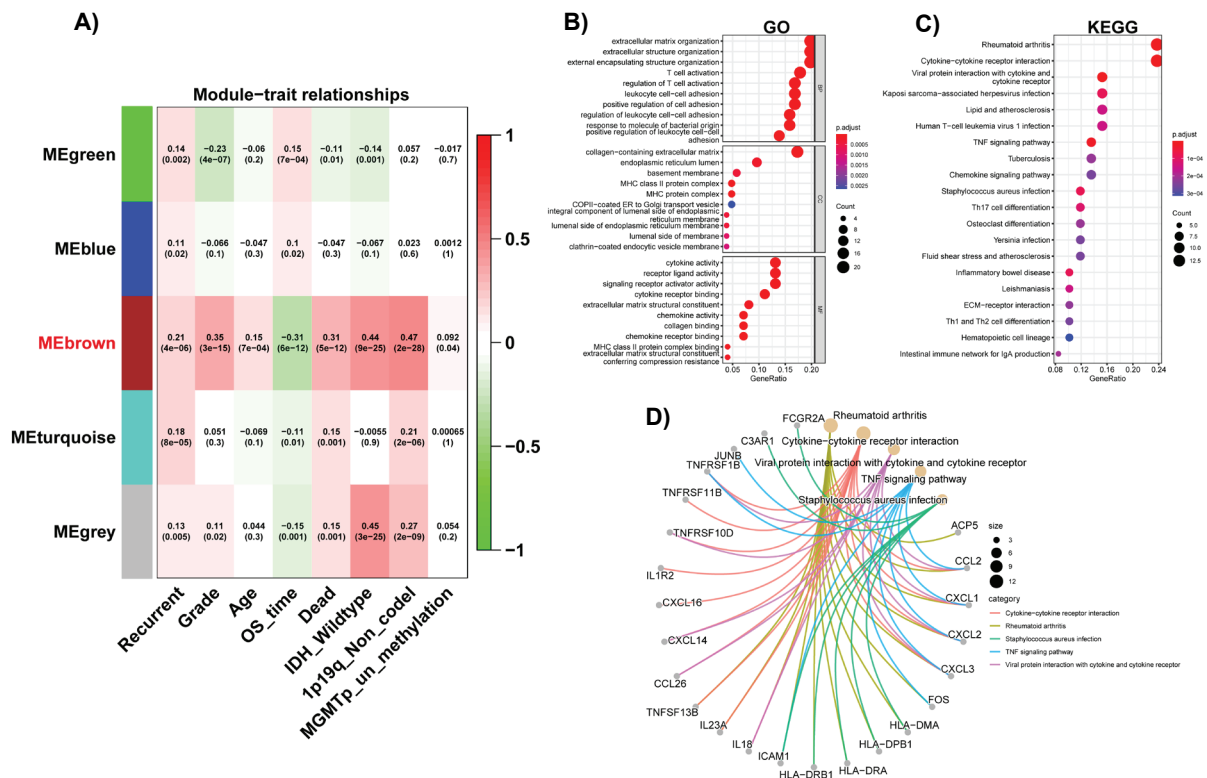 A)
Module−trait relationships
MEgreen
0.14 −0.23 −0.06 0.15 −0.11 −0.14 0.057 −0.017
(0.002) (4e−07) (0.2) (7e−04) (0.01) (0.001) (0.2) (0.7)
MEblue
0.11 −0.066 −0.047 0.1 −0.047 −0.067 0.023 0.0012
(0.02) (0.1) (0.3) (0.02) (0.3) (0.1) (0.6) (1)
MEbrown
0.21 0.35 0.15 −0.31 0.31 0.44 0.47 0.092
(4e−06) (3e−15) (7e−04) (6e−12) (5e−12) (9e−25) (2e−28) (0.04)
MEturquoise
0.18 0.051 −0.069 −0.11 0.15 −0.0055 0.21 0.00065
(8e−05) (0.3) (0.1) (0.01) (0.001) (0.9) (2e−06) (1)
MEgrey
0.13 0.11 0.044 −0.15 0.15 0.45 0.27 0.054
(0.005) (0.02) (0.3) (0.001) (0.001) (3e−25) (2e−09) (0.2)
Recurrent
Grade
Age
OS_time
Dead
IDH_Wildtype
1p19q_Non_codel
MGMTp_un_methylation
1
0.5
0
−0.5
−1
B)
GO
extracellular matrix organization
extracellular structure organization
external encapsulating structure organization
T cell activation
regulation of T cell activation
leukocyte cell−cell adhesion
positive regulation of cell adhesion
regulation of leukocyte cell−cell adhesion
response to molecule of bacterial origin
positive regulation of leukocyte cell−cell
adhesion
BP
collagen−containing extracellular matrix
endoplasmic reticulum lumen
basement membrane
MHC class II protein complex
MHC protein complex
COPII−coated ER to Golgi transport vesicle
integral component of lumenal side of endoplasmic
reticulum membrane
lumenal side of endoplasmic reticulum membrane
lumenal side of membrane
clathrin−coated endocytic vesicle membrane
CC
cytokine activity
receptor ligand activity
signaling receptor activator activity
cytokine receptor binding
extracellular matrix structural constituent
chemokine activity
collagen binding
chemokine receptor binding
MHC class II protein complex binding
extracellular matrix structural constituent
conferring compression resistance
MF
0.05 0.10 0.15 0.20
GeneRatio
p.adjust
0.0005
0.0010
0.0015
0.0020
0.0025
Count
4
8
12
16
20
C)
KEGG
Rheumatoid arthritis
Cytokine−cytokine receptor interaction
Viral protein interaction with cytokine and
cytokine receptor
Kaposi sarcoma−associated herpesvirus infection
Lipid and atherosclerosis
Human T−cell leukemia virus 1 infection
TNF signaling pathway
Tuberculosis
Chemokine signaling pathway
Staphylococcus aureus infection
Th17 cell differentiation
Osteoclast differentiation
Yersinia infection
Fluid shear stress and atherosclerosis
Inflammatory bowel disease
Leishmaniasis
ECM−receptor interaction
Th1 and Th2 cell differentiation
Hematopoietic cell lineage
Intestinal immune network for IgA production
0.08 0.12 0.16 0.20 0.24
GeneRatio
p.adjust
1e−04
2e−04
3e−04
Count
5.0
7.5
10.0
12.5
D)
Rheumatoid arthritis
Cytokine−cytokine receptor interaction
Viral protein interaction with cytokine and cytokine receptor
TNF signaling pathway
Staphylococcus aureus infection
FCGR2A
C3AR1
JUNB
TNFRSF1B
TNFRSF11B
TNFRSF10D
IL1R2
CXCL16
CXCL14
CCL26
TNFSF13B
IL23A
IL18
ICAM1
HLA−DRB1
HLA−DRA
HLA−DPB1
HLA−DMA
FOS
CXCL3
CXCL2
CXCL1
CCL2
ACP5
size
3
6
9
12
category
Cytokine−cytokine receptor interaction
Rheumatoid arthritis
Staphylococcus aureus infection
TNF signaling pathway
Viral protein interaction with cytokine and cytokine receptor